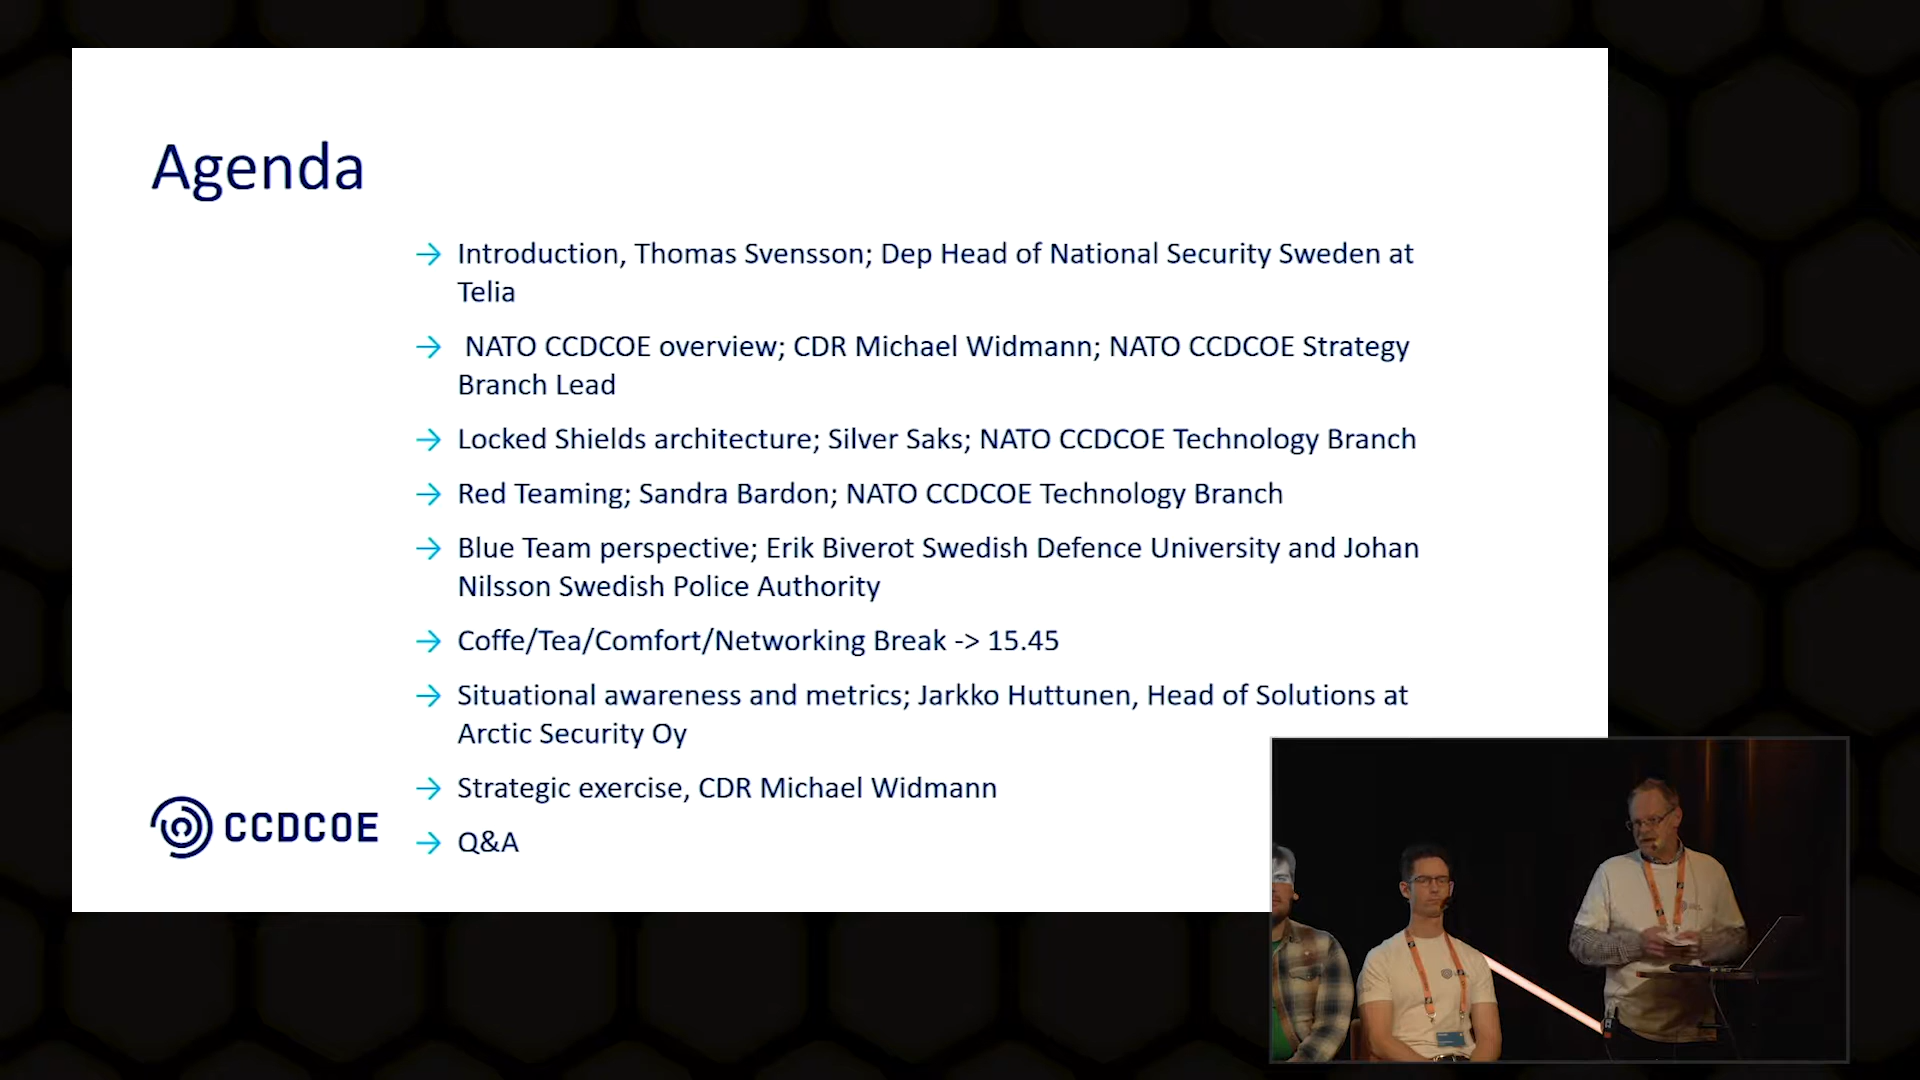 Agenda
→ Introduction, Thomas Svensson; Dep Head of National Security Sweden at
Telia
→ NATO CCDCOE overview; CDR Michael Widmann; NATO CCDCOE Strategy
Branch Lead
→ Locked Shields architecture; Silver Saks; NATO CCDCOE Technology Branch
→ Red Teaming; Sandra Bardon; NATO CCDCOE Technology Branch
→ Blue Team perspective; Erik Biverot Swedish Defence University and Johan
Nilsson Swedish Police Authority
→ Coffe/Tea/Comfort/Networking Break -> 15.45
→ Situational awareness and metrics; Jarkko Huttunen, Head of Solutions at
Arctic Security Oy
→ Strategic exercise, CDR Michael Widmann
→ Q&A
CCDCOE